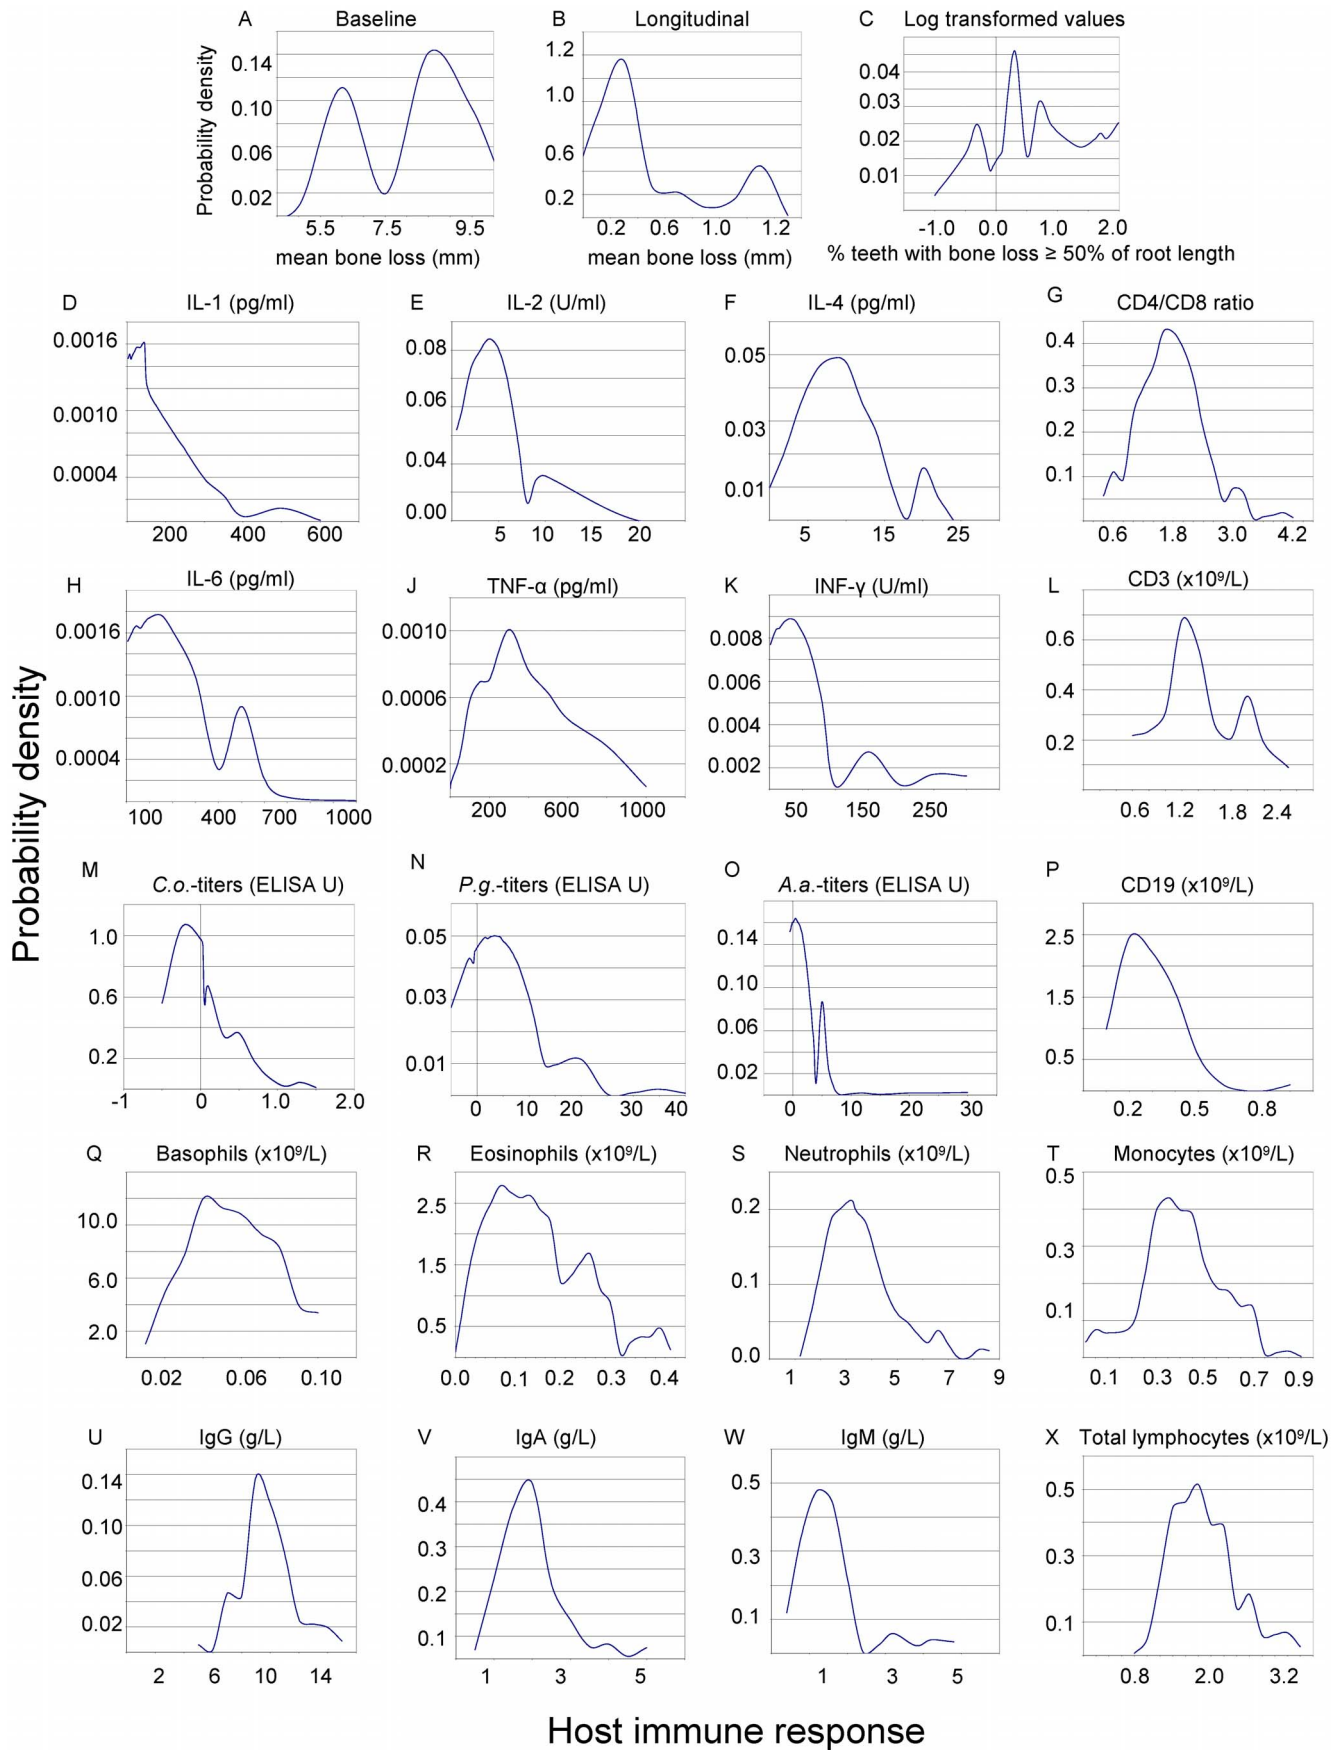 A Baseline
B Longitudinal
C Log transformed values
Probability density
0.14
0.10
0.06
0.02
5.5 7.5 9.5
mean bone loss (mm)
1.2
1.0
0.6
0.2
0.2 0.6 1.0 1.2
mean bone loss (mm)
0.04
0.03
0.02
0.01
-1.0 0.0 1.0 2.0
% teeth with bone loss ≥ 50% of root length
D IL-1 (pg/ml)
0.0016
0.0010
0.0004
200 400 600
E IL-2 (U/ml)
0.08
0.06
0.04
0.00
5 10 15 20
F IL-4 (pg/ml)
0.05
0.03
0.01
5 15 25
G CD4/CD8 ratio
0.4
0.3
0.2
0.1
0.6 1.8 3.0 4.2
H IL-6 (pg/ml)
0.0016
0.0010
0.0004
100 400 700 1000
J TNF-α (pg/ml)
0.0010
0.0006
0.0002
200 600 1000
K INF-γ (U/ml)
0.008
0.006
0.004
0.002
50 150 250
L CD3 (x10⁹/L)
0.6
0.4
0.2
0.6 1.2 1.8 2.4
Probability density
M C.o.-titers (ELISA U)
1.0
0.6
0.2
-1 0 1.0 2.0
N P.g.-titers (ELISA U)
0.05
0.03
0.01
0 10 20 30 40
O A.a.-titers (ELISA U)
0.14
0.10
0.06
0.02
0 10 20 30
P CD19 (x10⁹/L)
2.5
1.5
0.5
0.2 0.5 0.8
Q Basophils (x10⁹/L)
10.0
6.0
2.0
0.02 0.06 0.10
R Eosinophils (x10⁹/L)
2.5
1.5
0.5
0.0 0.1 0.2 0.3 0.4
S Neutrophils (x10⁹/L)
0.2
0.1
0.0
1 3 5 7 9
T Monocytes (x10⁹/L)
0.5
0.3
0.1
0.1 0.3 0.5 0.7 0.9
U IgG (g/L)
0.14
0.10
0.06
0.02
2 6 10 14
V IgA (g/L)
0.4
0.3
0.2
0.1
1 3 5
W IgM (g/L)
0.5
0.3
0.1
1 3 5
X Total lymphocytes (x10⁹/L)
0.5
0.3
0.1
0.8 2.0 3.2
Host immune response